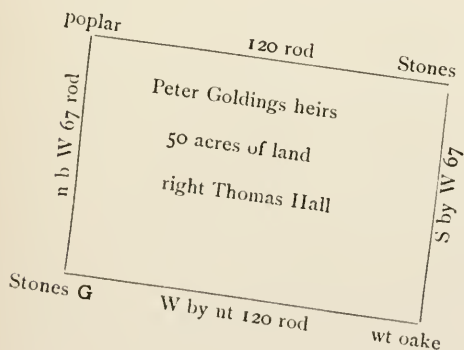 poplar
120 rod
Stones
n b W 67 rod
Peter Goldings heirs
50 acres of land
right Thomas Hall
S by W 67
Stones G
W by nt 120 rod
wt oake